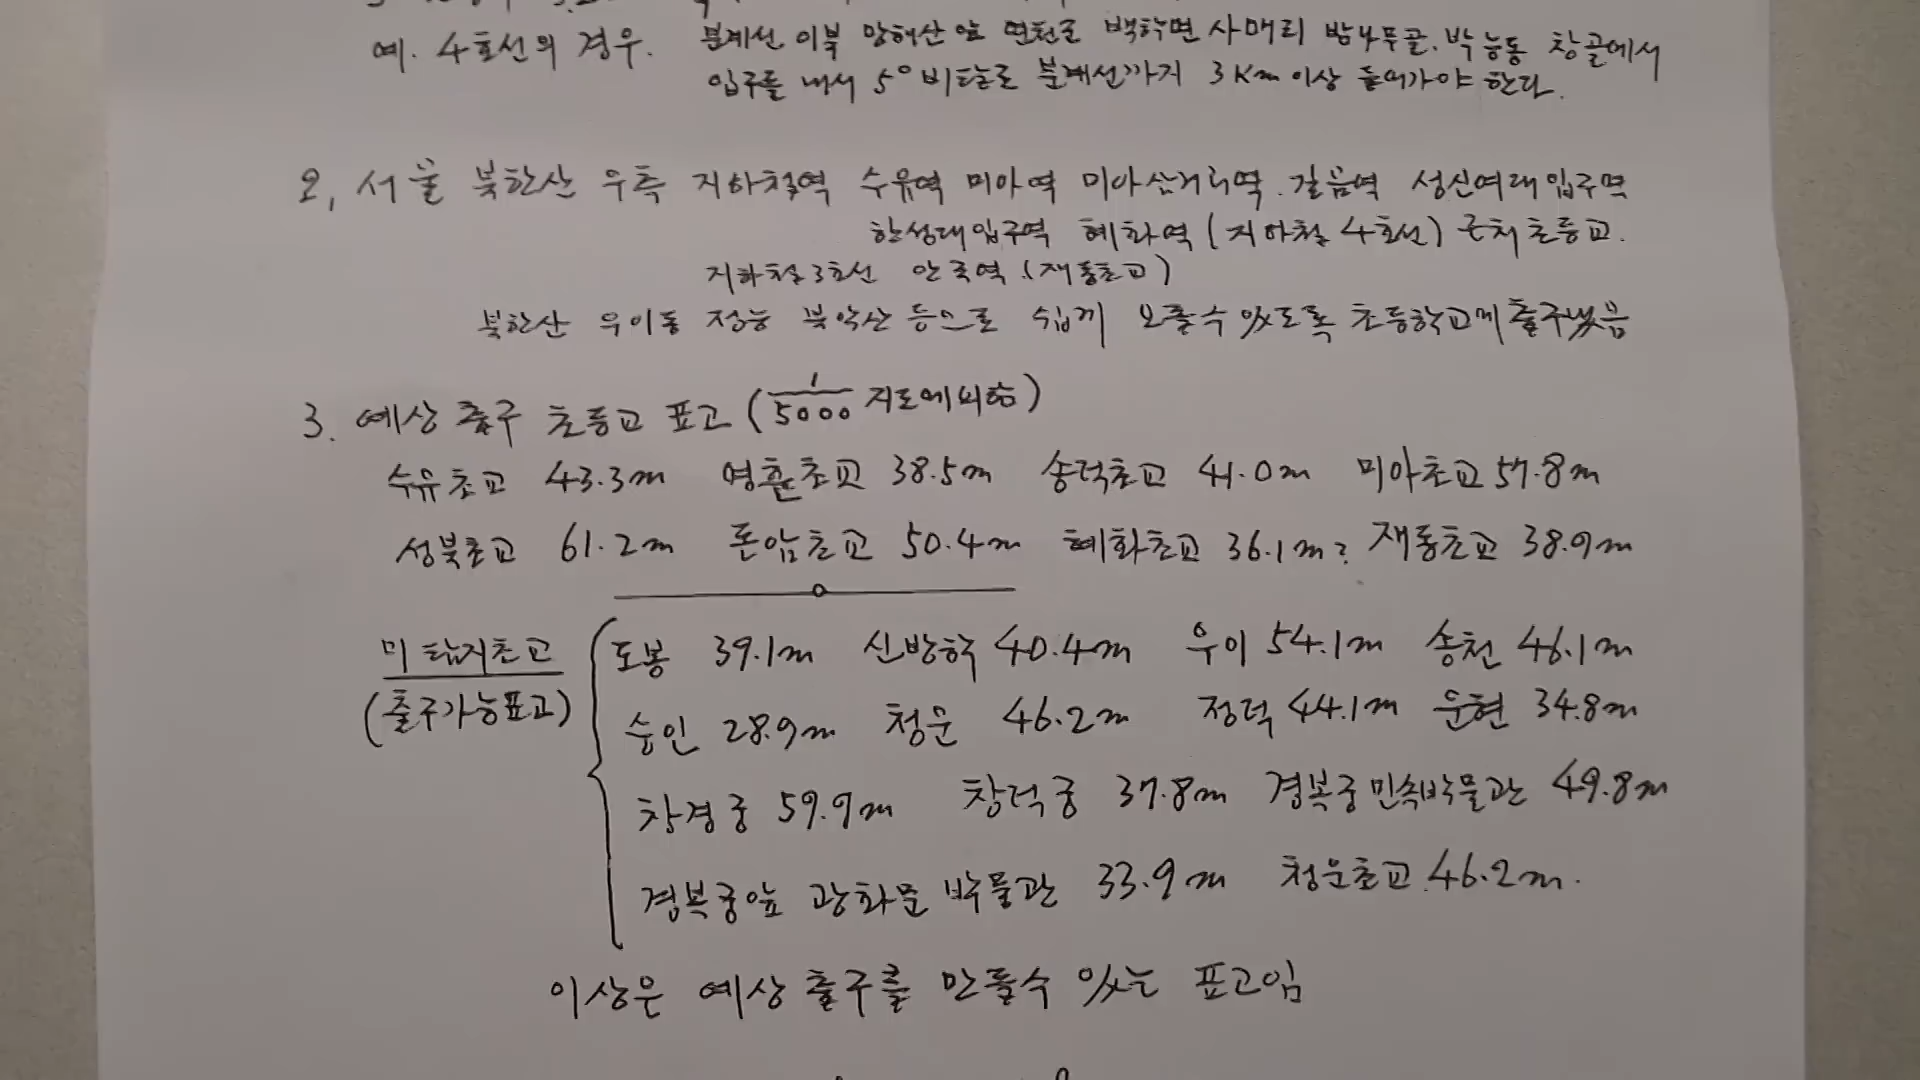 예. 4호선의 경우. 분계선 이북 망해산 앞 연천군 백학면 사매리 밤나무골. 박능동 창골에서
입구를 내서 5° 비탈로 분계선까지 3Km 이상 들어가야 한다.
2, 서울 북한산 우측 지하철역 수유역 미아역 미아삼거리역. 길음역 성신여대입구역
한성대입구역 혜화역 (지하철 4호선) 근처 초등교.
지하철 3호선 안국역. (재동초교)
북한산 우이동 정능 북악산 등으로 쉽게 오를수 있도록 초등학교에 출구냈음
3. 예상 출구 초등교 표고 (1/5000 지도에 의함)
수유초교 43.3m 영훈초교 38.5m 숭덕초교 41.0m 미아초교 57.8m
성북초교 61.2m 돈암초교 50.4m 혜화초교 36.1m? 재동초교 38.9m
미탐지초교
(출구가능표고)
도봉 39.1m 신방학 40.4m 우이 54.1m 송천 46.1m
숭인 28.9m 청운 46.2m 정덕 44.1m 운현 34.8m
창경궁 59.9m 창덕궁 37.8m 경복궁민속박물관 49.8m
경복궁앞 광화문 박물관 33.9m 청운초교 46.2m.
이상은 예상 출구를 만들수 있는 표고임